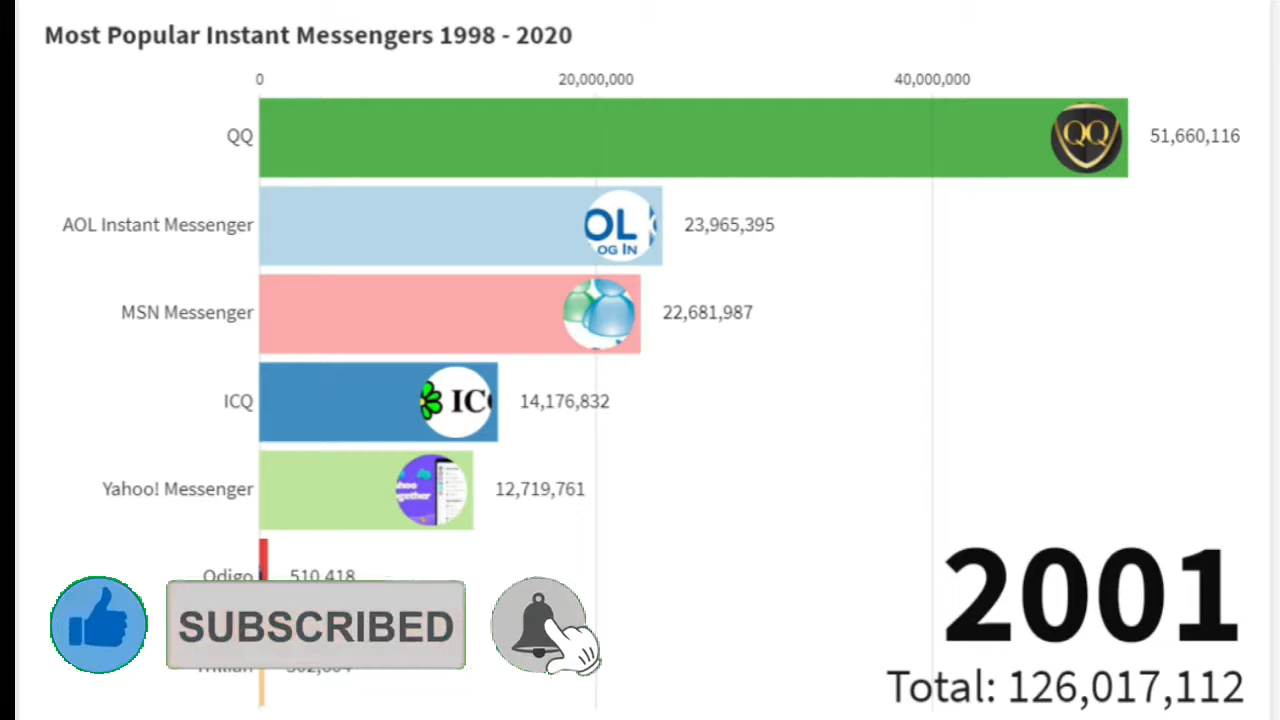 Most Popular Instant Messengers 1998 - 2020
0 20,000,000 40,000,000
QQ QQ 51,660,116
AOL Instant Messenger OL OG IN 23,965,395
MSN Messenger 22,681,987
ICQ IC 14,176,832
Yahoo! Messenger 12,719,761
Odigo 510,418
SUBSCRIBED
2001
Total: 126,017,112